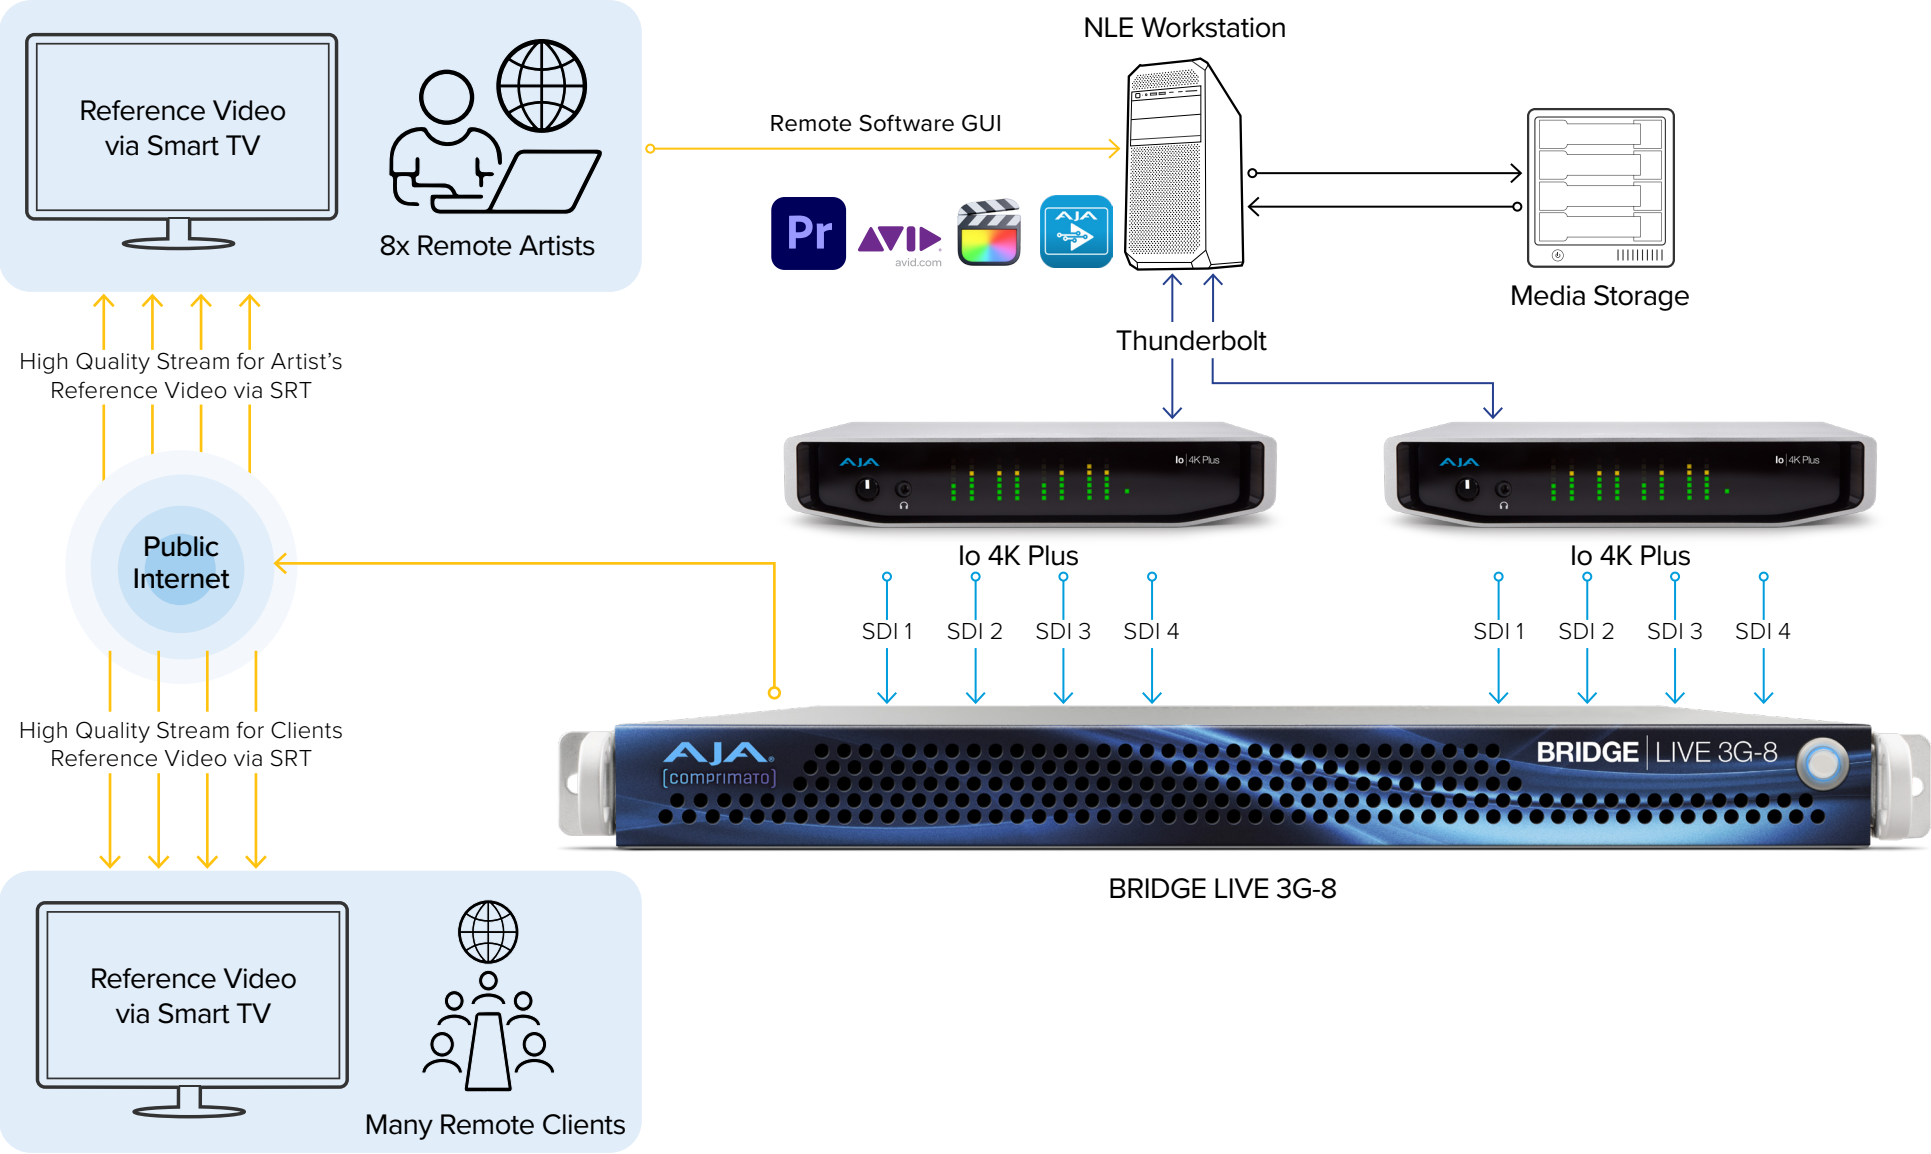 NLE Workstation
Reference Video
via Smart TV
8x Remote Artists
Remote Software GUI
Pr
AVID
avid.com
AJA
Media Storage
Thunderbolt
High Quality Stream for Artist's
Reference Video via SRT
AJA
Io | 4K Plus
AJA
Io | 4K Plus
Io 4K Plus
Io 4K Plus
Public
Internet
SDI 1
SDI 2
SDI 3
SDI 4
SDI 1
SDI 2
SDI 3
SDI 4
High Quality Stream for Clients
Reference Video via SRT
AJA®
[comprimato]
BRIDGE | LIVE 3G-8
BRIDGE LIVE 3G-8
Reference Video
via Smart TV
Many Remote Clients